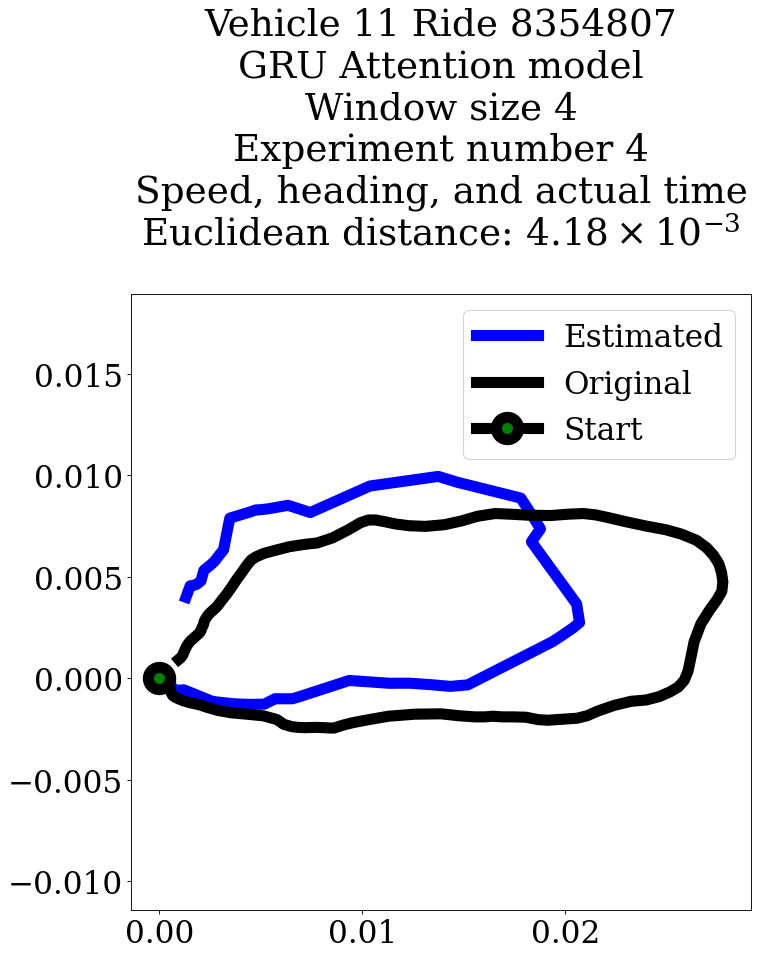 Vehicle 11 Ride 8354807
GRU Attention model
Window size 4
Experiment number 4
Speed, heading, and actual time
Euclidean distance: 4.18 × 10⁻³
Estimated
Original
Start
0.015
0.010
0.005
0.000
−0.005
−0.010
0.00 0.01 0.02